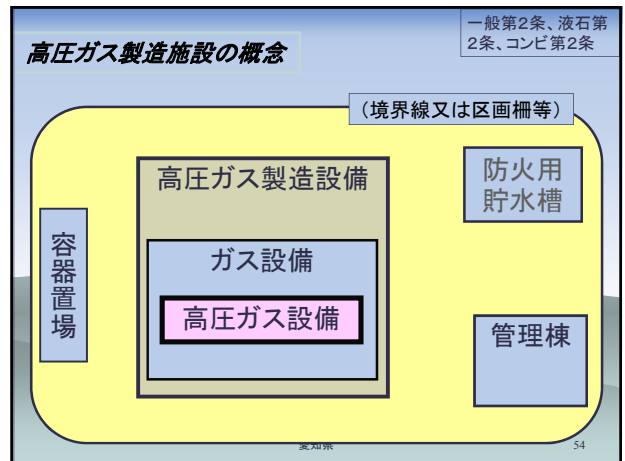 一般第2条、液石第
2条、コンビ第2条
高圧ガス製造施設の概念
（境界線又は区画柵等）
高圧ガス製造設備
防火用
貯水槽
容器置場
ガス設備
高圧ガス設備
管理棟
愛知県
54